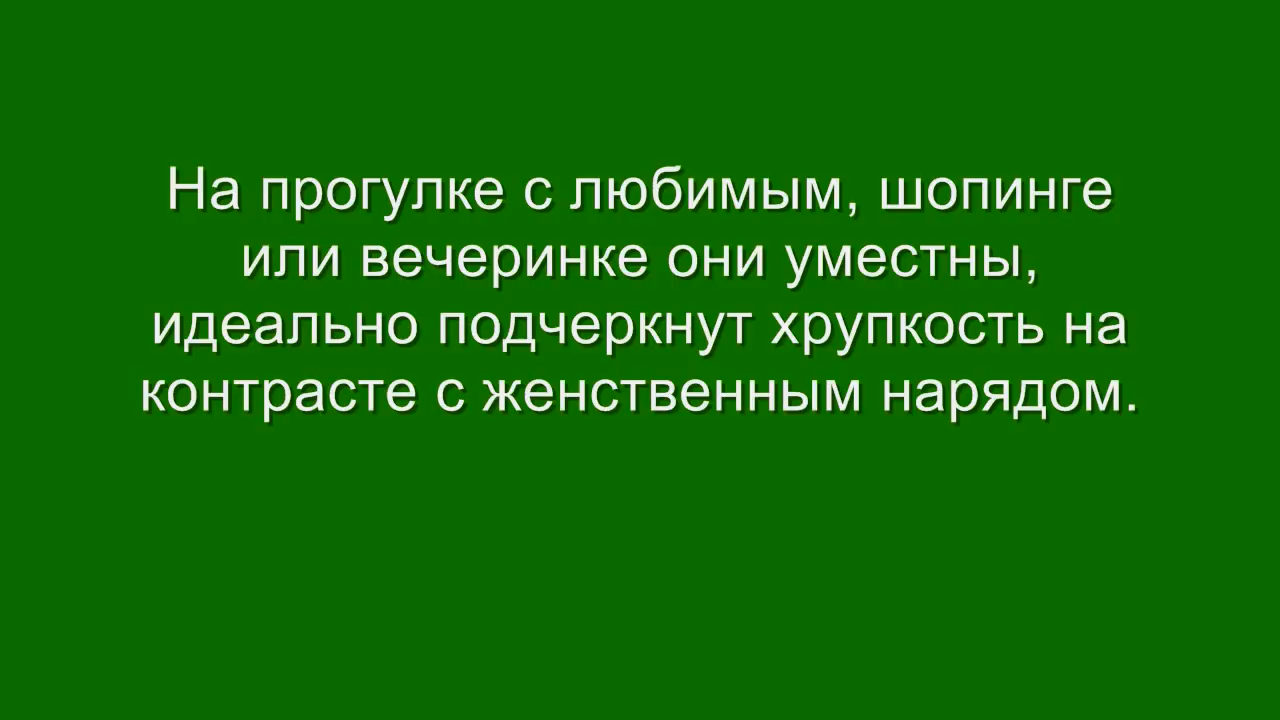 На прогулке с любимым, шопинге
или вечеринке они уместны,
идеально подчеркнут хрупкость на
контрасте с женственным нарядом.